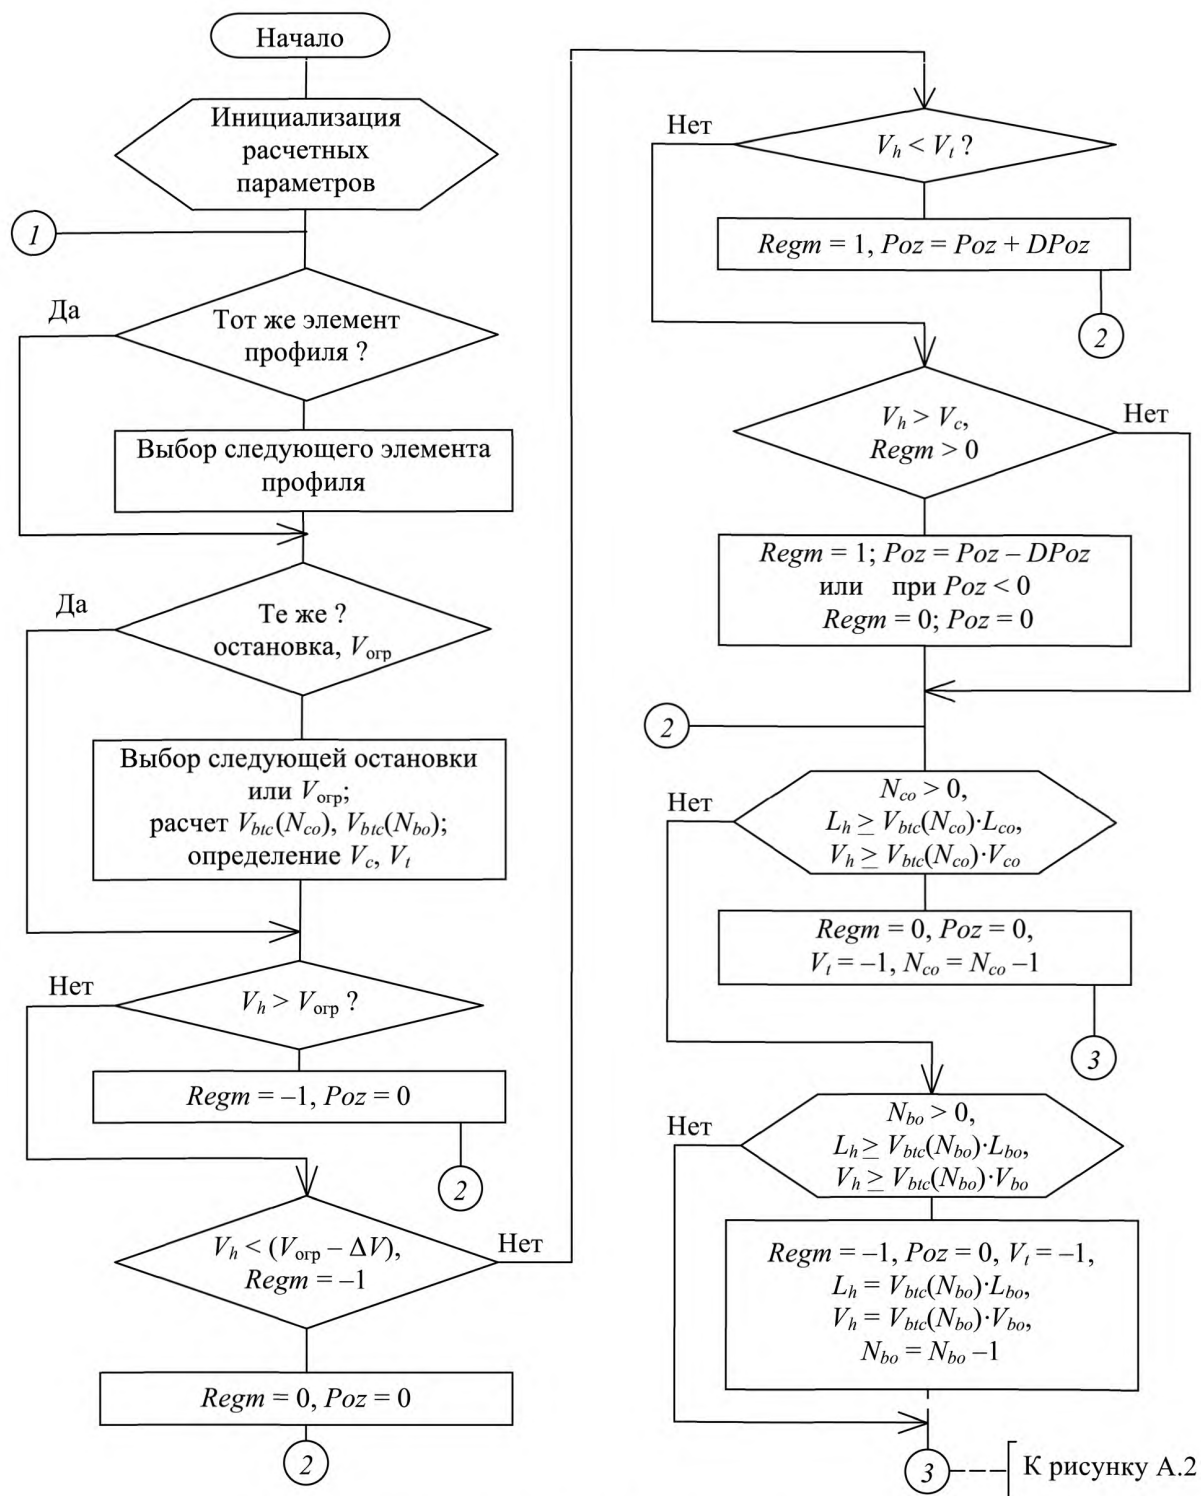 Начало
Инициализация
расчетных
параметров
1
Да
Тот же элемент
профиля ?
Выбор следующего элемента
профиля
Да
Те же ?
остановка, Vогр
Выбор следующей остановки
или Vогр;
расчет Vbtc(Nco), Vbtc(Nbo);
определение Vc, Vt
Нет
Vh > Vогр ?
Regm = –1, Poz = 0
2
Vh < (Vогр – ΔV),
Regm = –1
Нет
Regm = 0, Poz = 0
2
Нет
Vh < Vt ?
Regm = 1, Poz = Poz + DPoz
2
Vh > Vc,
Regm > 0
Нет
Regm = 1; Poz = Poz – DPoz
или при Poz < 0
Regm = 0; Poz = 0
2
Нет
Nco > 0,
Lh ≥ Vbtc(Nco)·Lco,
Vh ≥ Vbtc(Nco)·Vco
Regm = 0, Poz = 0,
Vt = –1, Nco = Nco –1
3
Нет
Nbo > 0,
Lh ≥ Vbtc(Nbo)·Lbo,
Vh ≥ Vbtc(Nbo)·Vbo
Regm = –1, Poz = 0, Vt = –1,
Lh = Vbtc(Nbo)·Lbo,
Vh = Vbtc(Nbo)·Vbo,
Nbo = Nbo –1
3
К рисунку А.2